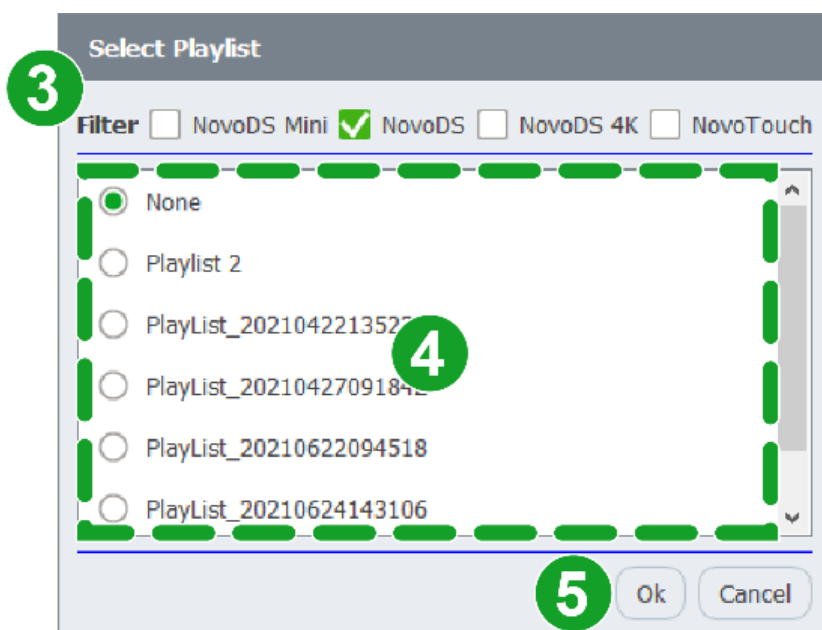 Select Playlist
3
Filter NovoDS Mini NovoDS NovoDS 4K NovoTouch
None
Playlist 2
4
PlayList_20210622094518
PlayList_20210624143106
5
Ok Cancel